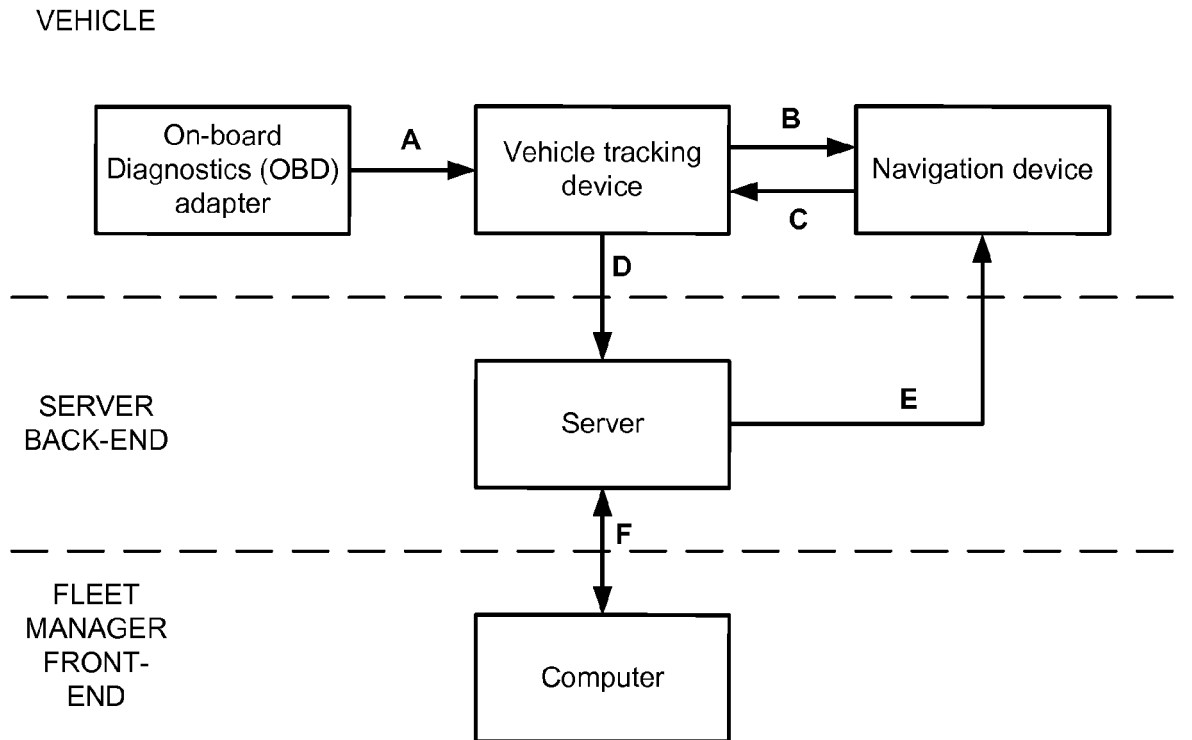 VEHICLE
On-board
Diagnostics (OBD)
adapter
A
Vehicle tracking
device
B
C
Navigation device
D
SERVER
BACK-END
Server
E
F
FLEET
MANAGER
FRONT-
END
Computer